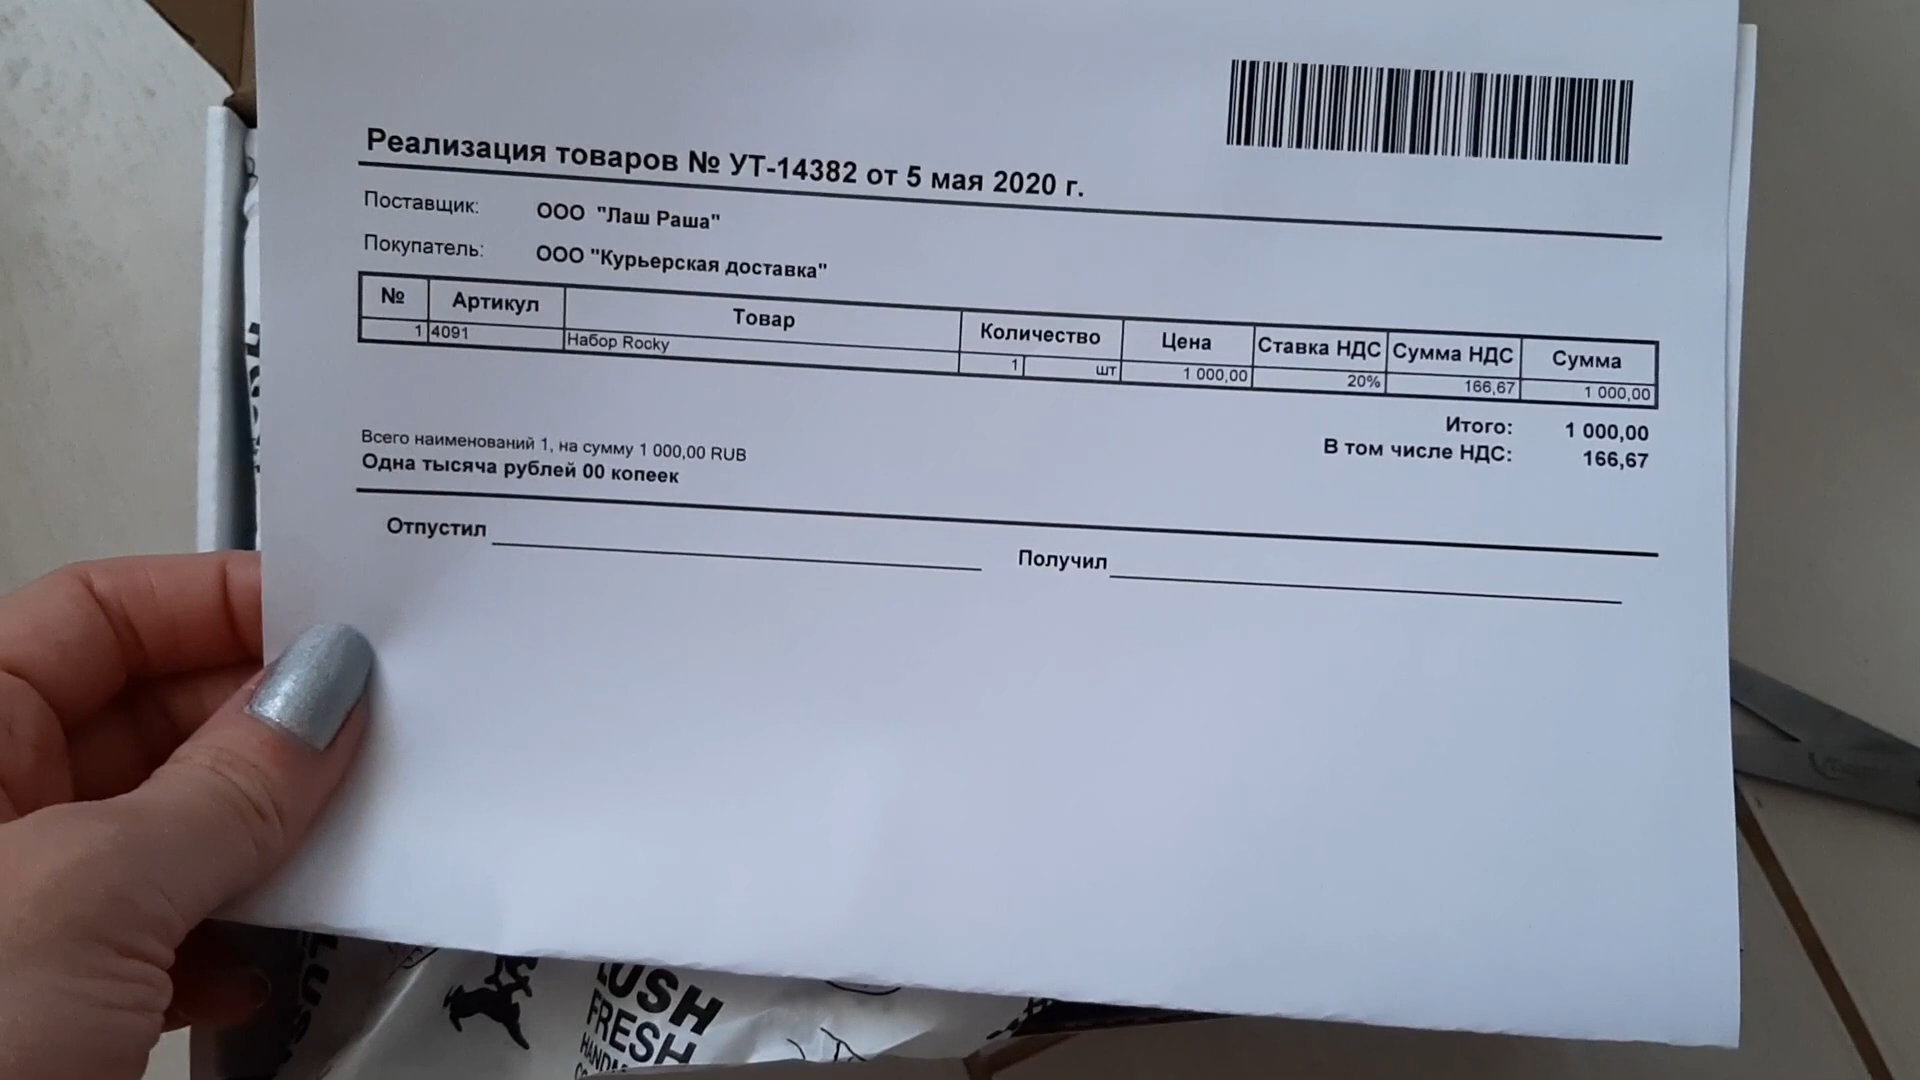 Реализация товаров № УТ-14382 от 5 мая 2020 г.
Поставщик: ООО "Лаш Раша"
Покупатель: ООО "Курьерская доставка"
№ Артикул Товар Количество Цена Ставка НДС Сумма НДС Сумма
1 4091 Набор Rocky 1 шт 1 000,00 20% 166,67 1 000,00
Итого: 1 000,00
В том числе НДС: 166,67
Всего наименований 1, на сумму 1 000,00 RUB
Одна тысяча рублей 00 копеек
Отпустил Получил
LUSH
FRESH